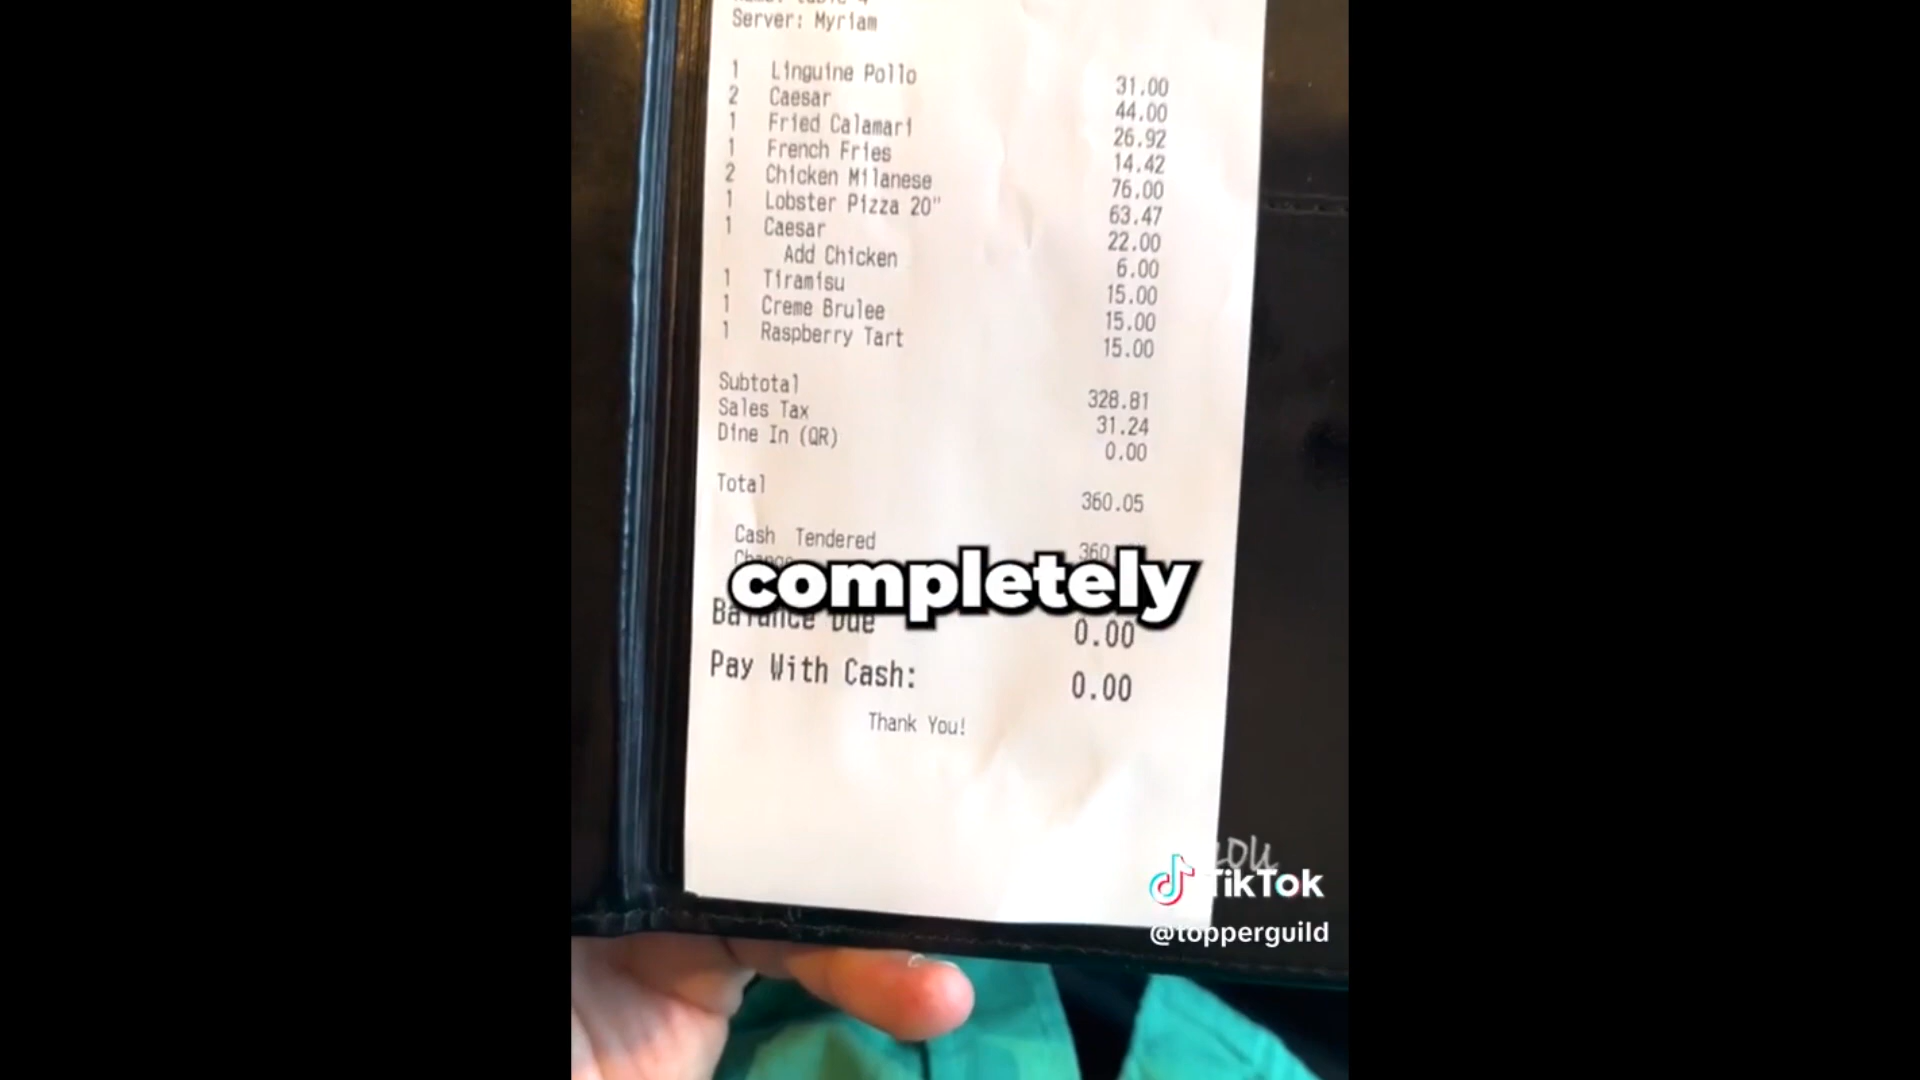 Server: Myriam
1 Linguine Pollo 31.00
2 Caesar 44.00
1 Fried Calamari 26.92
1 French Fries 14.42
2 Chicken Milanese 76.00
1 Lobster Pizza 20" 63.47
1 Caesar 22.00
Add Chicken 6.00
1 Tiramisu 15.00
1 Creme Brulee 15.00
1 Raspberry Tart 15.00
Subtotal 328.81
Sales Tax 31.24
Dine In (QR) 0.00
Total 360.05
Cash Tendered
Change
completely
Balance Due 0.00
Pay With Cash: 0.00
Thank You!
TikTok
@topperguild